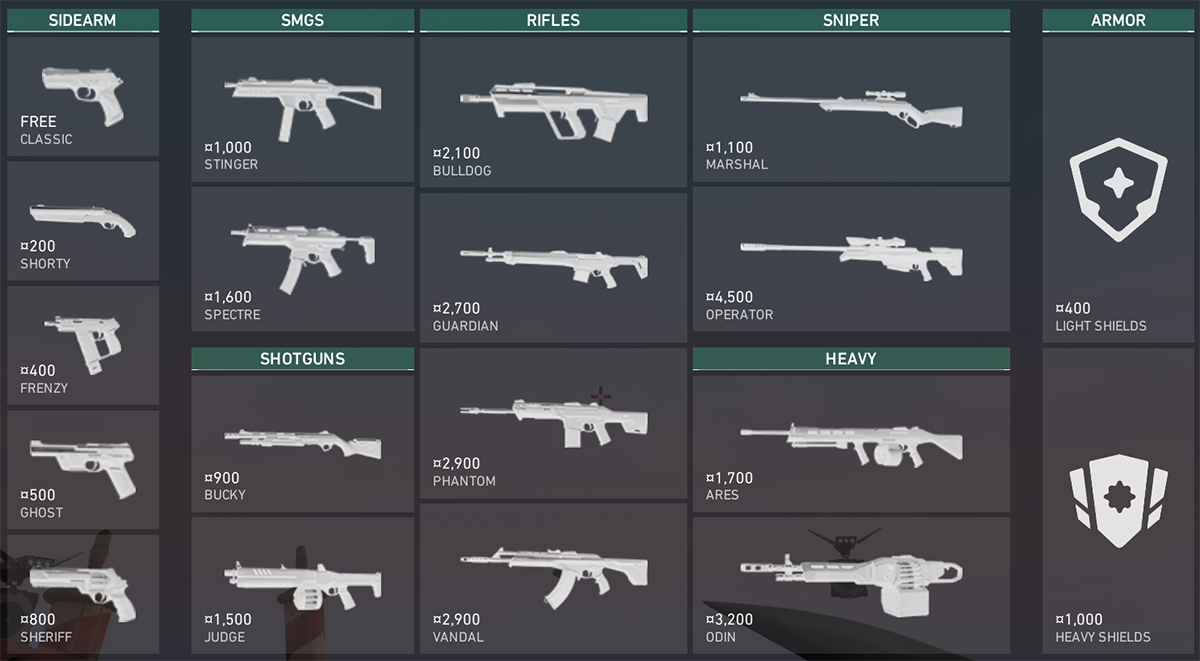 SIDEARM
FREE
CLASSIC
¤200
SHORTY
¤400
FRENZY
¤500
GHOST
¤800
SHERIFF
SMGS
¤1,000
STINGER
¤1,600
SPECTRE
SHOTGUNS
¤900
BUCKY
¤1,500
JUDGE
RIFLES
¤2,100
BULLDOG
¤2,700
GUARDIAN
¤2,900
PHANTOM
¤2,900
VANDAL
SNIPER
¤1,100
MARSHAL
¤4,500
OPERATOR
HEAVY
¤1,700
ARES
¤3,200
ODIN
ARMOR
¤400
LIGHT SHIELDS
¤1,000
HEAVY SHIELDS